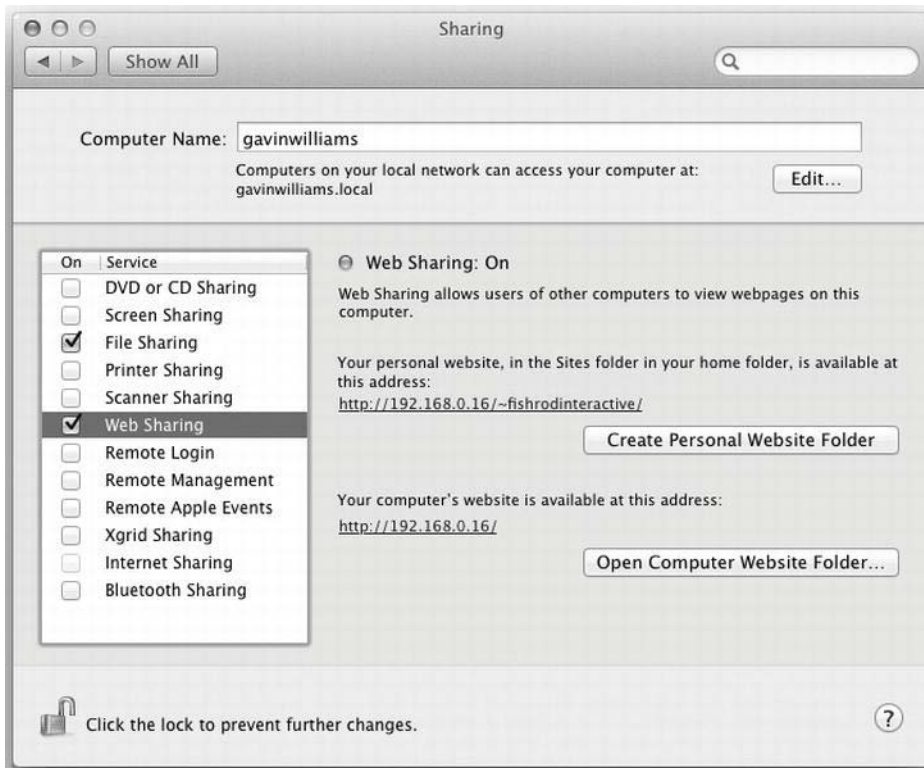 Sharing
Show All
Computer Name: gavinwilliams
Computers on your local network can access your computer at:
gavinwilliams.local
Edit...
On Service
DVD or CD Sharing
Screen Sharing
File Sharing
Printer Sharing
Scanner Sharing
Web Sharing
Remote Login
Remote Management
Remote Apple Events
Xgrid Sharing
Internet Sharing
Bluetooth Sharing
Web Sharing: On
Web Sharing allows users of other computers to view webpages on this
computer.
Your personal website, in the Sites folder in your home folder, is available at
this address:
http://192.168.0.16/~fishrodinteractive/
Create Personal Website Folder
Your computer's website is available at this address:
http://192.168.0.16/
Open Computer Website Folder...
Click the lock to prevent further changes.
?